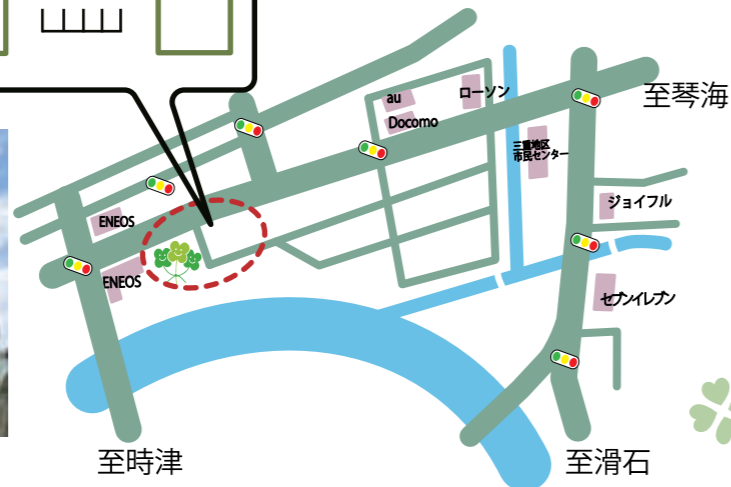 au
Docomo
ローソン
至琴海
三重地区
市民センター
ENEOS
ジョイフル
ENEOS
セブンイレブン
至時津
至滑石